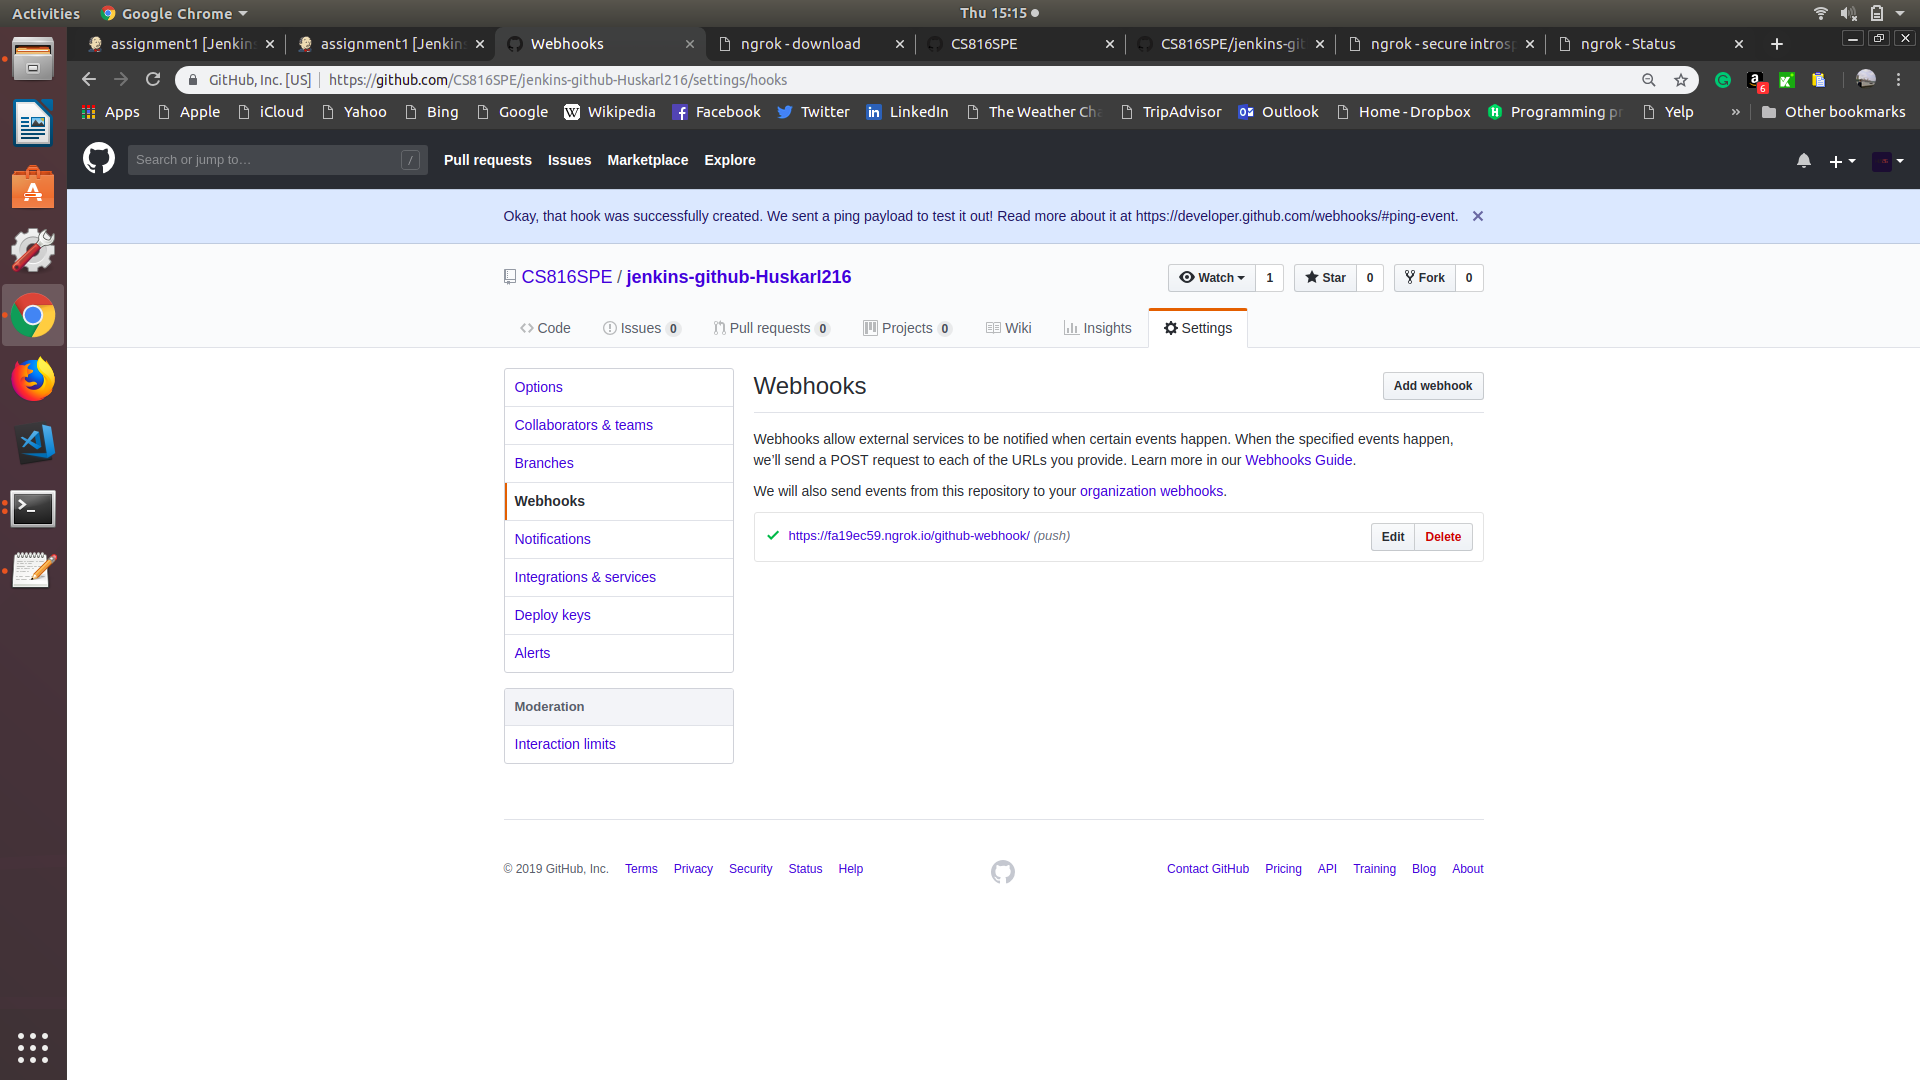 Activities Google Chrome Thu 15:15
assignment1 [Jenkins assignment1 [Jenkins Webhooks ngrok - download CS816SPE CS816SPE/jenkins-git ngrok - secure introsp ngrok - Status
GitHub, Inc. [US] https://github.com/CS816SPE/jenkins-github-Huskarl216/settings/hooks 6
Apps Apple iCloud Yahoo Bing Google Wikipedia Facebook Twitter LinkedIn The Weather Cha TripAdvisor Outlook Home - Dropbox Programming pr Yelp » Other bookmarks
Search or jump to… / Pull requests Issues Marketplace Explore
Okay, that hook was successfully created. We sent a ping payload to test it out! Read more about it at https://developer.github.com/webhooks/#ping-event.
CS816SPE / jenkins-github-Huskarl216 Watch 1 Star 0 Fork 0
Code Issues 0 Pull requests 0 Projects 0 Wiki Insights Settings
Options
Collaborators & teams
Branches
Webhooks
Notifications
Integrations & services
Deploy keys
Alerts
Moderation
Interaction limits
Webhooks Add webhook
Webhooks allow external services to be notified when certain events happen. When the specified events happen,
we’ll send a POST request to each of the URLs you provide. Learn more in our Webhooks Guide.
We will also send events from this repository to your organization webhooks.
https://fa19ec59.ngrok.io/github-webhook/ (push) Edit Delete
© 2019 GitHub, Inc. Terms Privacy Security Status Help Contact GitHub Pricing API Training Blog About